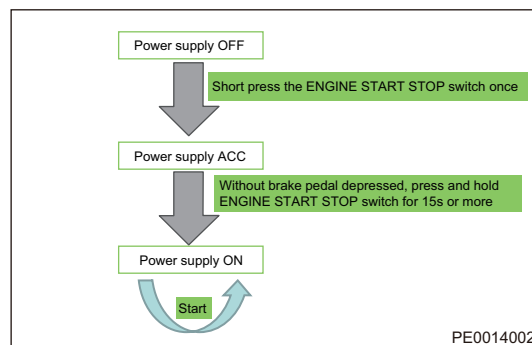 Power supply OFF
Short press the ENGINE START STOP switch once
Power supply ACC
Without brake pedal depressed, press and hold
ENGINE START STOP switch for 15s or more
Power supply ON
Start
PE0014002